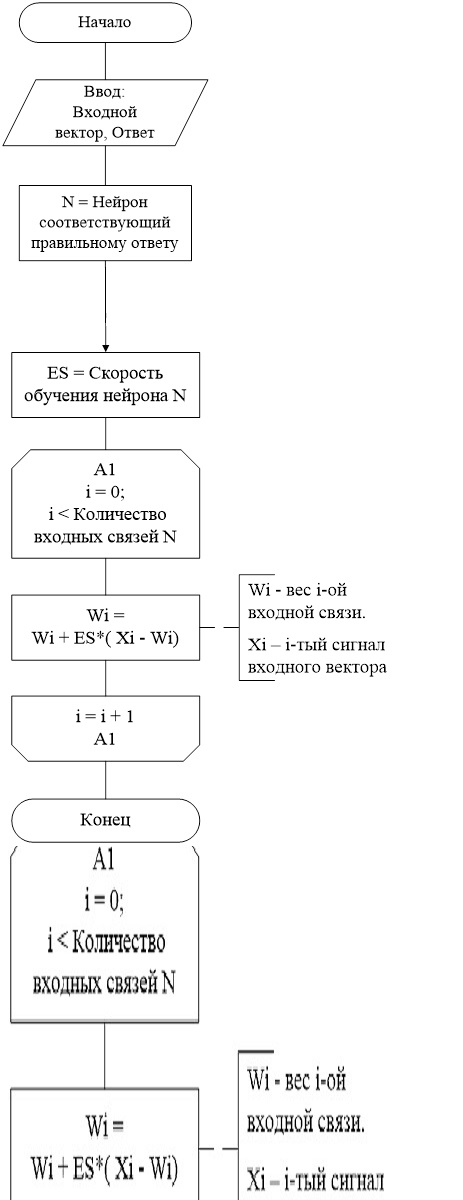 Начало
Ввод:
Входной
вектор, Ответ
N = Нейрон
соответствующий
правильному ответу
ES = Скорость
обучения нейрона N
A1
i = 0;
i < Количество
входных связей N
Wi =
Wi + ES*( Xi - Wi)
Wi - вес i-ой
входной связи.
Xi – i-тый сигнал
входного вектора
i = i + 1
A1
Конец
A1
i = 0;
i < Количество
входных связей N
Wi =
Wi + ES*( Xi - Wi)
Wi - вес i-ой
входной связи.
Xi – i-тый сигнал